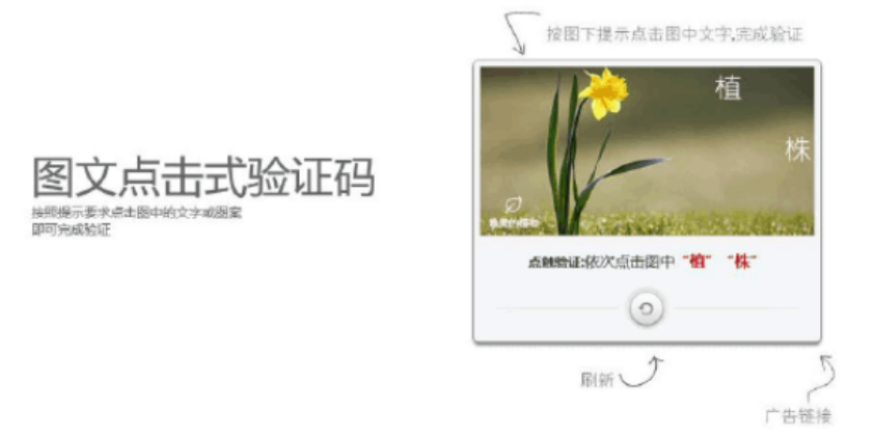 按图下提示点击图中文字,完成验证
植
株
图文点击式验证码
按照提示要求点击图中的文字或图案
即可完成验证
点触验证:依次点击图中 “植” “株”
刷新
广告链接